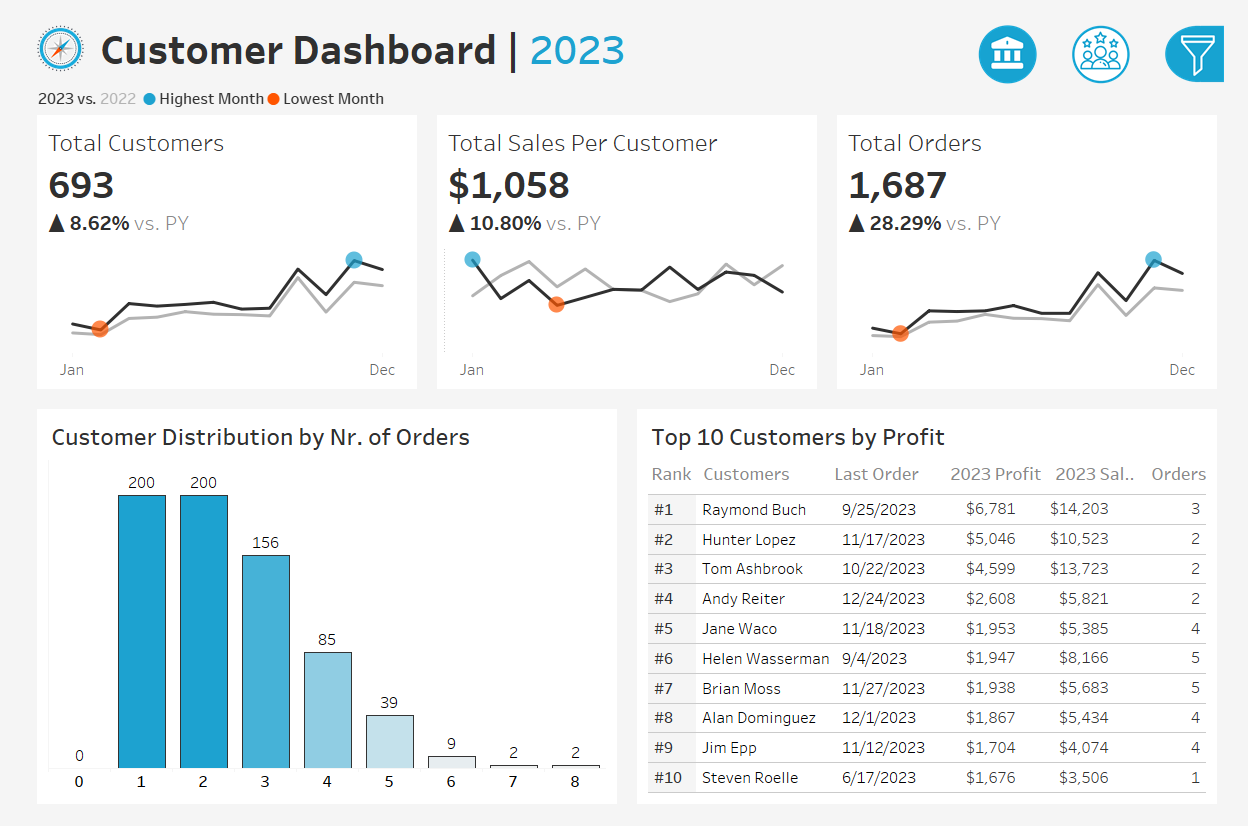 Customer Dashboard | 2023
2023 vs. 2022 Highest Month Lowest Month
Total Customers
693
▲ 8.62% vs. PY
Jan Dec
Total Sales Per Customer
$1,058
▲ 10.80% vs. PY
Jan Dec
Total Orders
1,687
▲ 28.29% vs. PY
Jan Dec
Customer Distribution by Nr. of Orders
0 200 200 156 85 39 9 2 2
0 1 2 3 4 5 6 7 8
Top 10 Customers by Profit
Rank Customers Last Order 2023 Profit 2023 Sal.. Orders
#1 Raymond Buch 9/25/2023 $6,781 $14,203 3
#2 Hunter Lopez 11/17/2023 $5,046 $10,523 2
#3 Tom Ashbrook 10/22/2023 $4,599 $13,723 2
#4 Andy Reiter 12/24/2023 $2,608 $5,821 2
#5 Jane Waco 11/18/2023 $1,953 $5,385 4
#6 Helen Wasserman 9/4/2023 $1,947 $8,166 5
#7 Brian Moss 11/27/2023 $1,938 $5,683 5
#8 Alan Dominguez 12/1/2023 $1,867 $5,434 4
#9 Jim Epp 11/12/2023 $1,704 $4,074 4
#10 Steven Roelle 6/17/2023 $1,676 $3,506 1